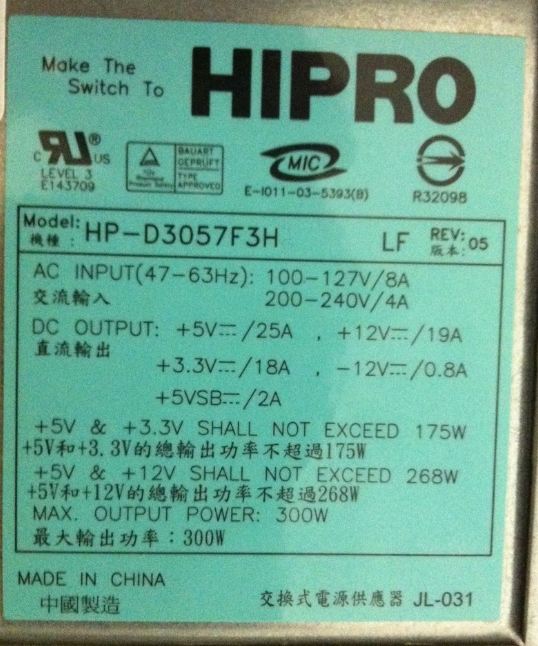 Make The
Switch To
HIPRO
C RU ® US
LEVEL 3
E143709
BAUART
GEPRÜFT
TYPE
APPROVED
Product Safety
MIC
E-I011-03-5393(B)
R32098
Model: HP-D3057F3H LF REV: 05
機種: 版本:
AC INPUT(47-63Hz): 100-127V/8A
交流輸入 200-240V/4A
DC OUTPUT: +5V⎓/25A , +12V⎓/19A
直流輸出
+3.3V⎓/18A , -12V⎓/0.8A
+5VSB⎓/2A
+5V & +3.3V SHALL NOT EXCEED 175W
+5V和+3.3V的總輸出功率不超過175W
+5V & +12V SHALL NOT EXCEED 268W
+5V和+12V的總輸出功率不超過268W
MAX. OUTPUT POWER: 300W
最大輸出功率：300W
MADE IN CHINA
中國製造
交換式電源供應器 JL-031